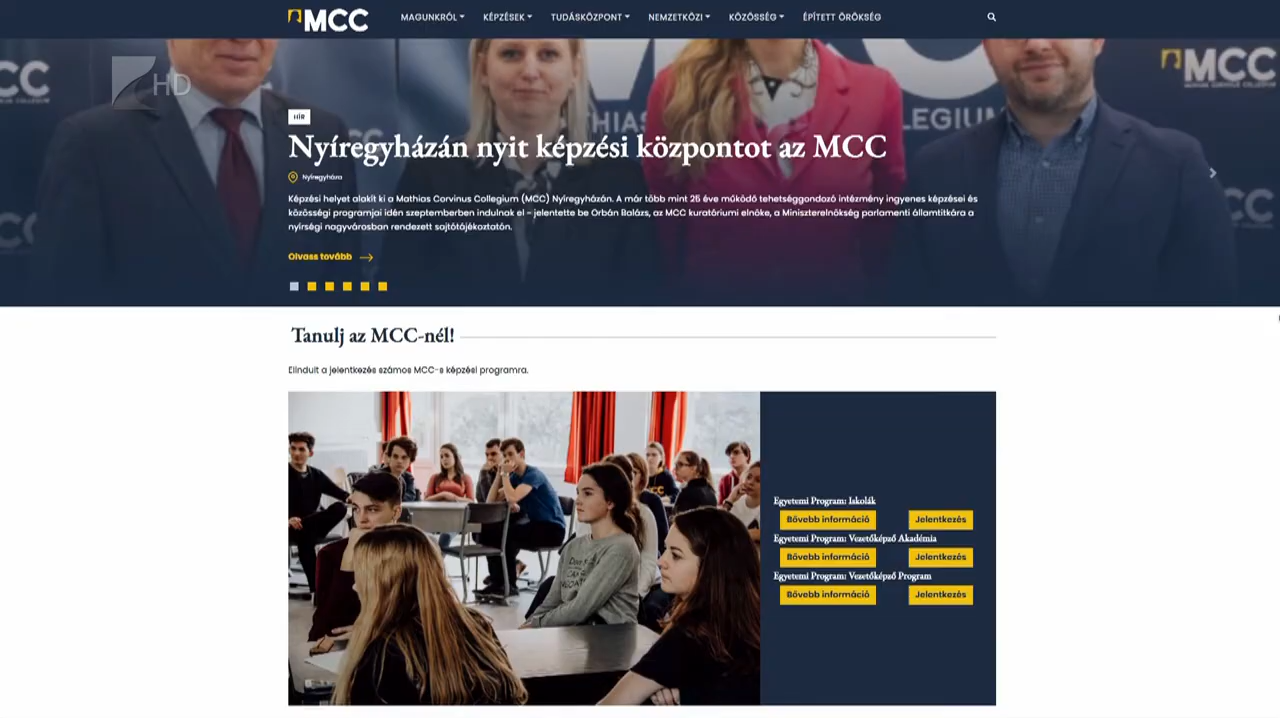 MCC
MAGUNKRÓL
KÉPZÉSEK
TUDÁSKÖZPONT
NEMZETKÖZI
KÖZÖSSÉG
ÉPÍTETT ÖRÖKSÉG
HD
MCC
LEGIUM
HÍR
Nyíregyházán nyit képzési központot az MCC
Nyíregyháza
Képzési helyet alakít ki a Mathias Corvinus Collegium (MCC) Nyíregyházán. A már több mint 25 éve működő tehetséggondozó intézmény ingyenes képzései és
közösségi programjai idén szeptemberben indulnak el - jelentette be Orbán Balázs, az MCC kuratóriumi elnöke, a Miniszterelnökség parlamenti államtitkára a
nyírségi nagyvárosban rendezett sajtótájékoztatón.
Olvass tovább
Tanulj az MCC-nél!
Elindult a jelentkezés számos MCC-s képzési programra.
Egyetemi Program: Iskolák
Bővebb információ
Jelentkezés
Egyetemi Program: Vezetőképző Akadémia
Bővebb információ
Jelentkezés
Egyetemi Program: Vezetőképző Program
Bővebb információ
Jelentkezés